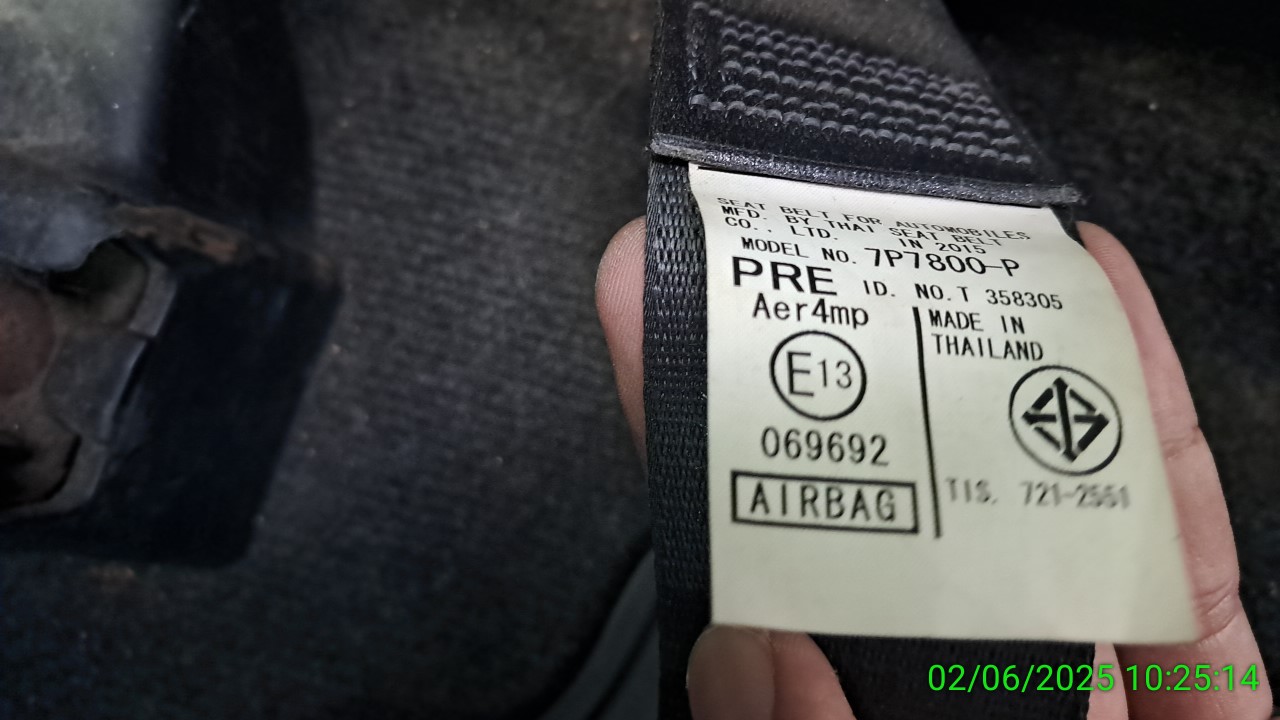 SEAT BELT FOR AUTOMOBILES
MFD. BY THAI SEAT BELT
CO., LTD. IN 2015
MODEL NO. 7P7800-P
PRE ID. NO. T 358305
Aer4mp
E13
069692
AIRBAG
MADE IN
THAILAND
TIS. 721-2551
02/06/2025 10:25:14